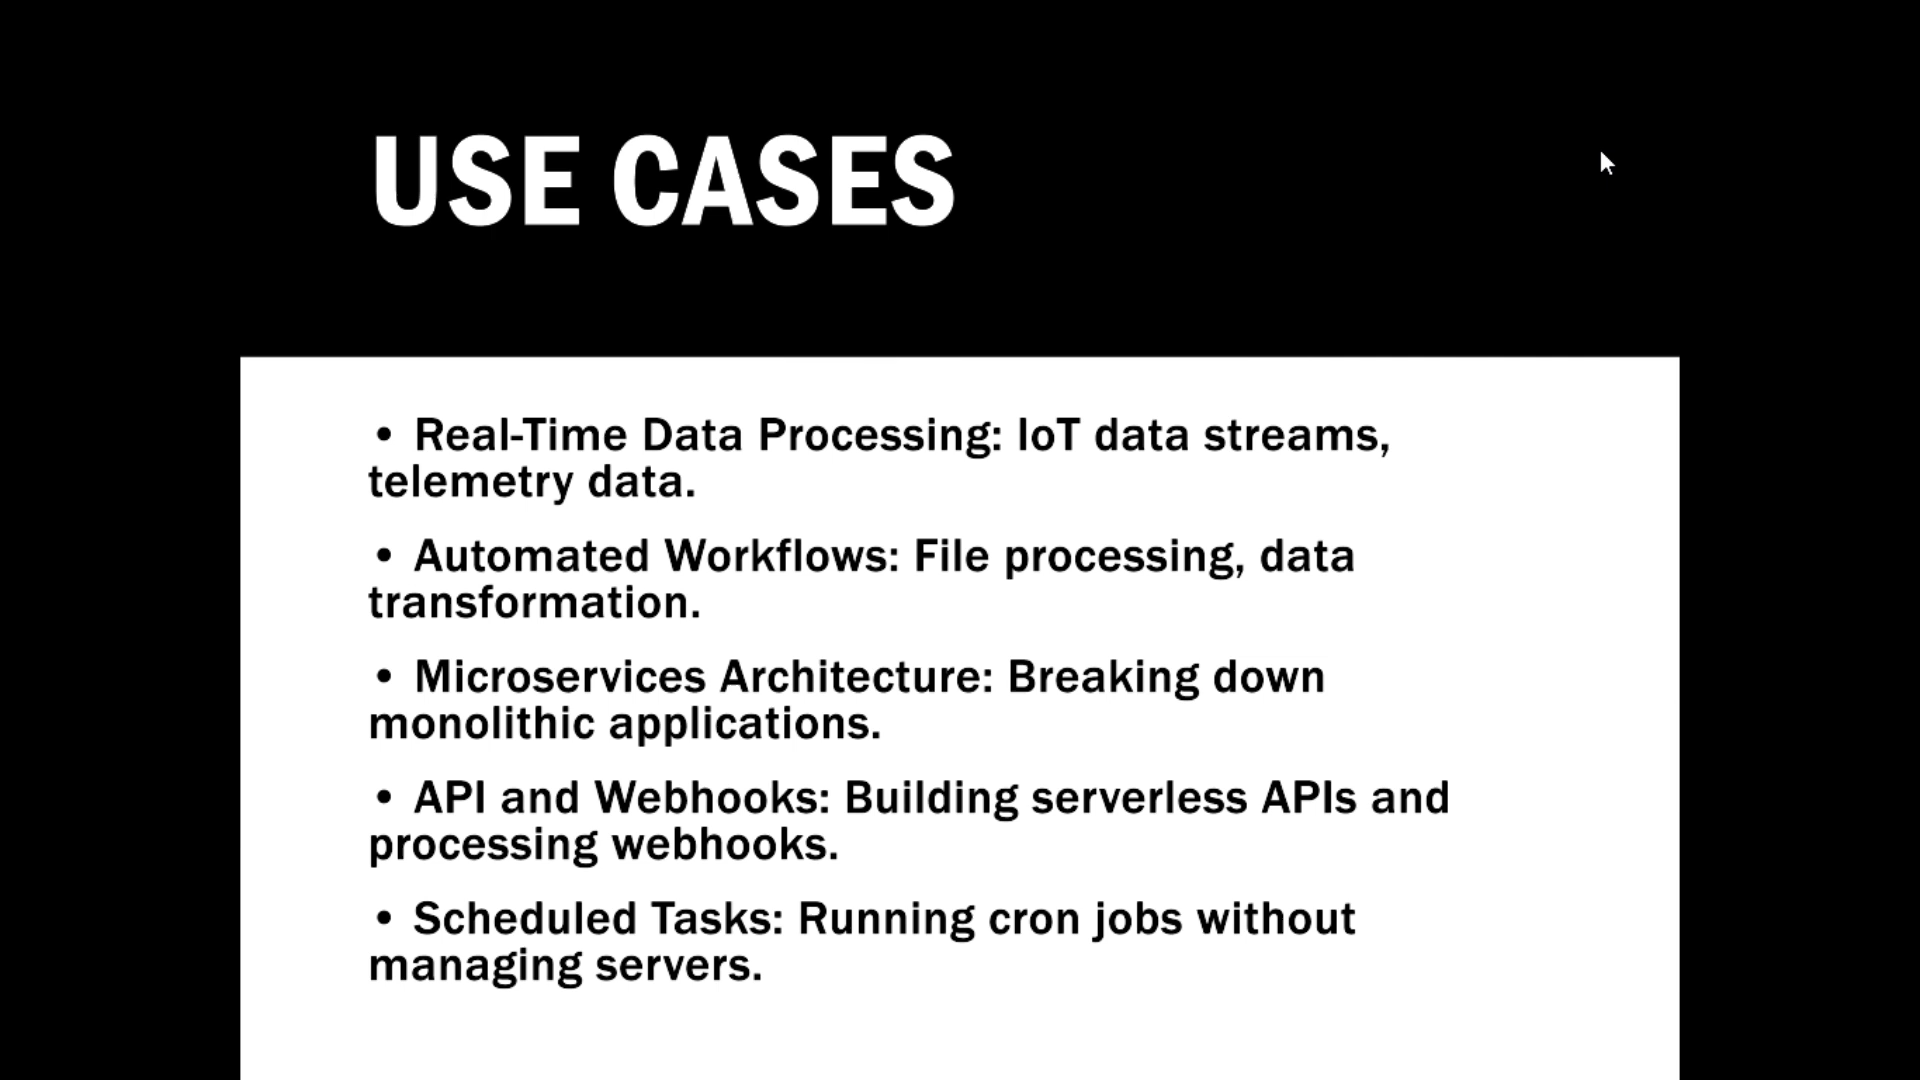 USE CASES
• Real-Time Data Processing: IoT data streams,
telemetry data.
• Automated Workflows: File processing, data
transformation.
• Microservices Architecture: Breaking down
monolithic applications.
• API and Webhooks: Building serverless APIs and
processing webhooks.
• Scheduled Tasks: Running cron jobs without
managing servers.